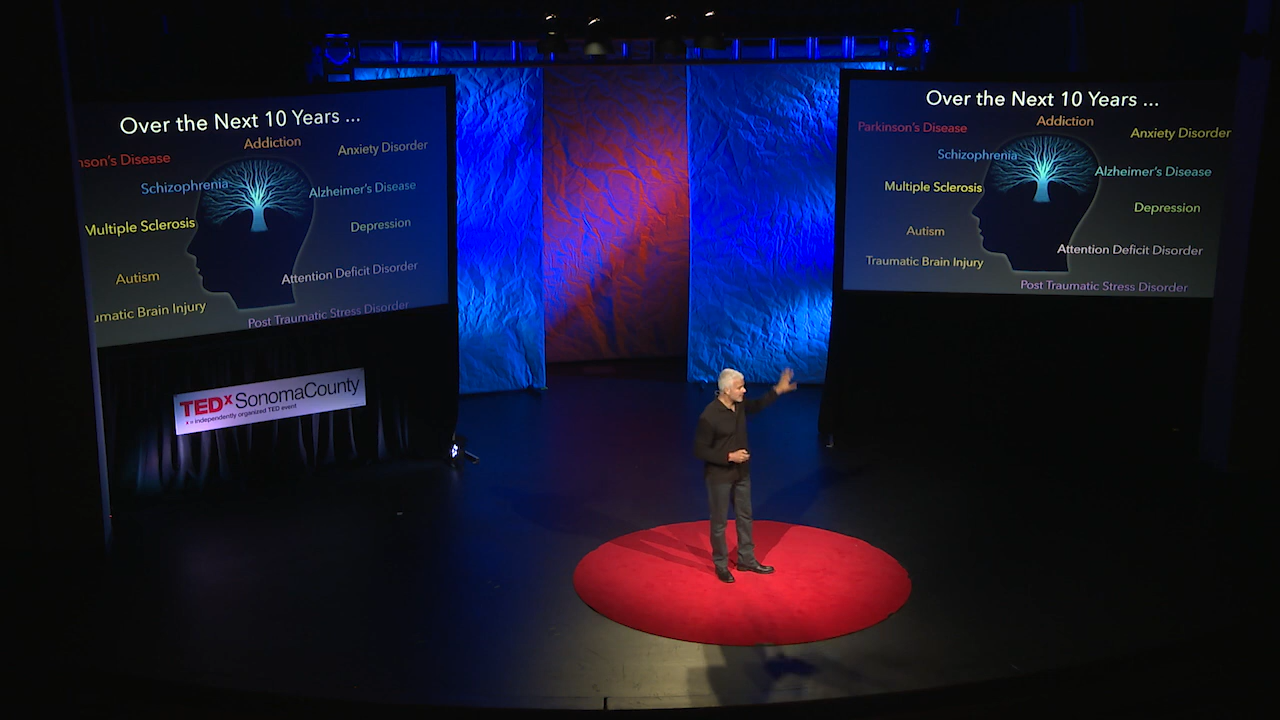 Over the Next 10 Years ...
Addiction
Anxiety Disorder
son's Disease
Schizophrenia
Alzheimer's Disease
Multiple Sclerosis
Depression
Autism
Attention Deficit Disorder
umatic Brain Injury
Post Traumatic Stress Disorder
TEDx SonomaCounty
x = independently organized TED event
Over the Next 10 Years ...
Addiction
Parkinson's Disease
Anxiety Disorder
Schizophrenia
Alzheimer's Disease
Multiple Sclerosis
Depression
Autism
Attention Deficit Disorder
Traumatic Brain Injury
Post Traumatic Stress Disorder